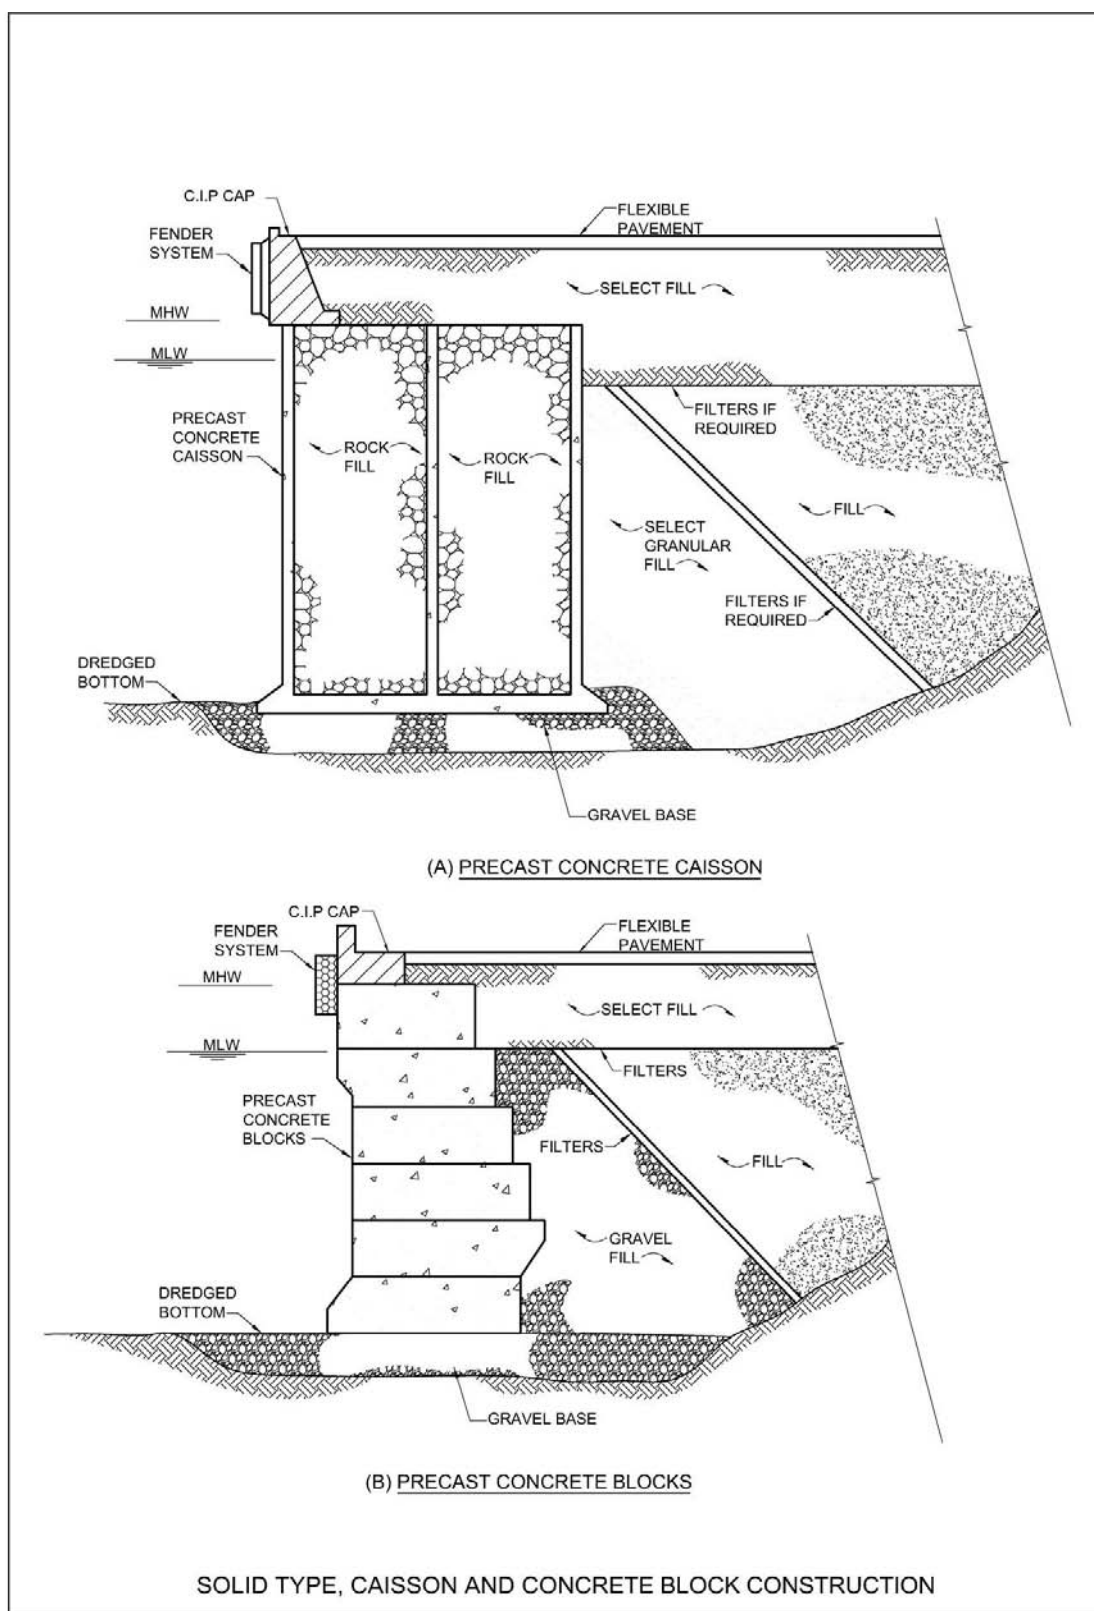 C.I.P CAP
FENDER
SYSTEM
FLEXIBLE
PAVEMENT
SELECT FILL
MHW
MLW
FILTERS IF
REQUIRED
PRECAST
CONCRETE
CAISSON
ROCK
FILL
ROCK
FILL
FILL
SELECT
GRANULAR
FILL
FILTERS IF
REQUIRED
DREDGED
BOTTOM
GRAVEL BASE
(A) PRECAST CONCRETE CAISSON
C.I.P CAP
FENDER
SYSTEM
FLEXIBLE
PAVEMENT
MHW
SELECT FILL
MLW
FILTERS
PRECAST
CONCRETE
BLOCKS
FILTERS
FILL
GRAVEL
FILL
DREDGED
BOTTOM
GRAVEL BASE
(B) PRECAST CONCRETE BLOCKS
SOLID TYPE, CAISSON AND CONCRETE BLOCK CONSTRUCTION